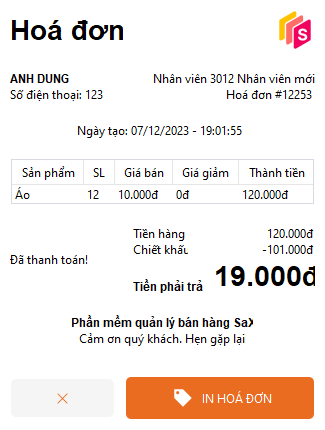 Hoá đơn
S
ANH DUNG
Nhân viên 3012 Nhân viên mới
Số điện thoại: 123
Hoá đơn #12253
Ngày tạo: 07/12/2023 - 19:01:55
Sản phẩm SL Giá bán Giá giảm Thành tiền
Áo 12 10.000đ 0đ 120.000đ
Tiền hàng 120.000đ
Chiết khấu -101.000đ
Đã thanh toán!
Tiền phải trả 19.000đ
Phần mềm quản lý bán hàng SaX
Cảm ơn quý khách. Hẹn gặp lại
IN HOÁ ĐƠN